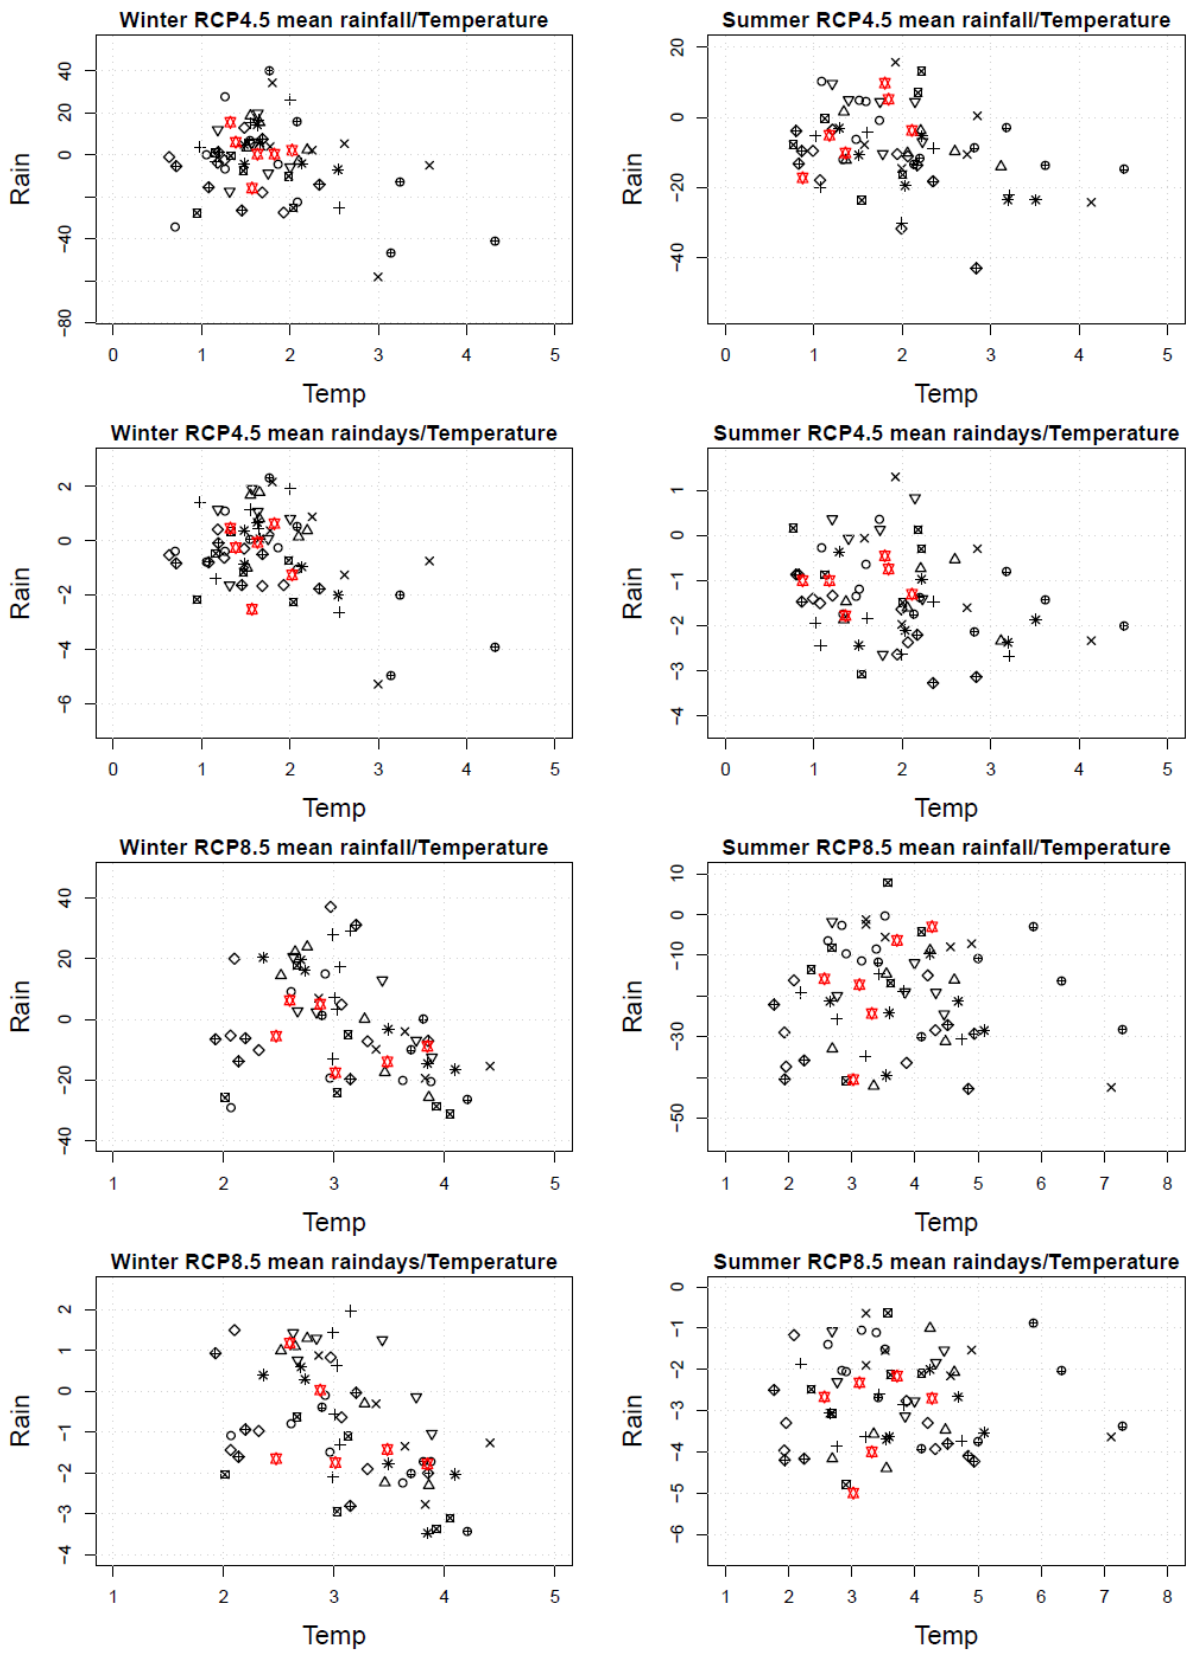 Winter RCP4.5 mean rainfall/Temperature
40
20
0
−40
−80
Rain
0 1 2 3 4 5
Temp
Summer RCP4.5 mean rainfall/Temperature
20
0
−20
−40
Rain
0 1 2 3 4 5
Temp
Winter RCP4.5 mean raindays/Temperature
2
0
−2
−4
−6
Rain
0 1 2 3 4 5
Temp
Summer RCP4.5 mean raindays/Temperature
1
0
−1
−2
−3
−4
Rain
0 1 2 3 4 5
Temp
Winter RCP8.5 mean rainfall/Temperature
40
20
0
−20
−40
Rain
1 2 3 4 5
Temp
Summer RCP8.5 mean rainfall/Temperature
10
0
−10
−30
−50
Rain
1 2 3 4 5 6 7 8
Temp
Winter RCP8.5 mean raindays/Temperature
2
1
0
−1
−2
−3
−4
Rain
1 2 3 4 5
Temp
Summer RCP8.5 mean raindays/Temperature
0
−1
−2
−3
−4
−5
−6
Rain
1 2 3 4 5 6 7 8
Temp